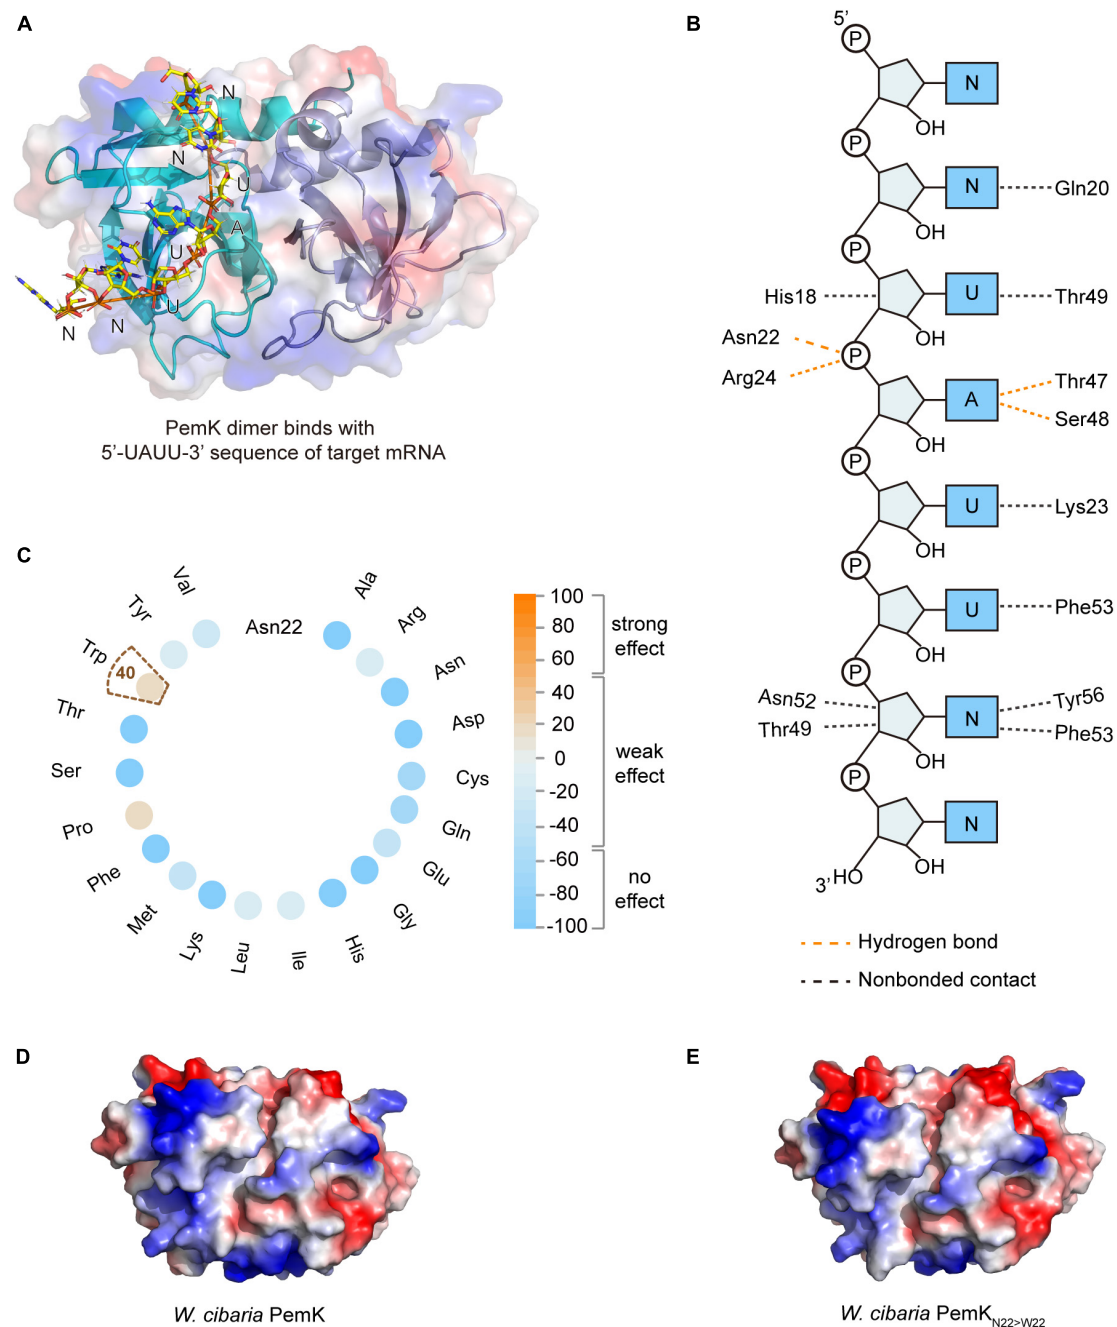 A
N
N
U
A
U
U
N
N
PemK dimer binds with
5’-UAUU-3’ sequence of target mRNA
B
5’
P
N
OH
P
N
Gln20
OH
P
His18
U
Thr49
OH
Asn22
Arg24
P
A
Thr47
Ser48
OH
P
U
Lys23
OH
P
U
Phe53
OH
P
Asn52
Thr49
N
Tyr56
Phe53
OH
P
N
3’HO
OH
Hydrogen bond
Nonbonded contact
C
Asn22
Ala
Arg
Asn
Asp
Cys
Gln
Glu
Gly
His
Ile
Leu
Lys
Met
Phe
Pro
Ser
Thr
Trp
40
Tyr
Val
100
80
60
40
20
0
-20
-40
-60
-80
-100
strong
effect
weak
effect
no
effect
D
W. cibaria PemK
E
W. cibaria PemKN22>W22